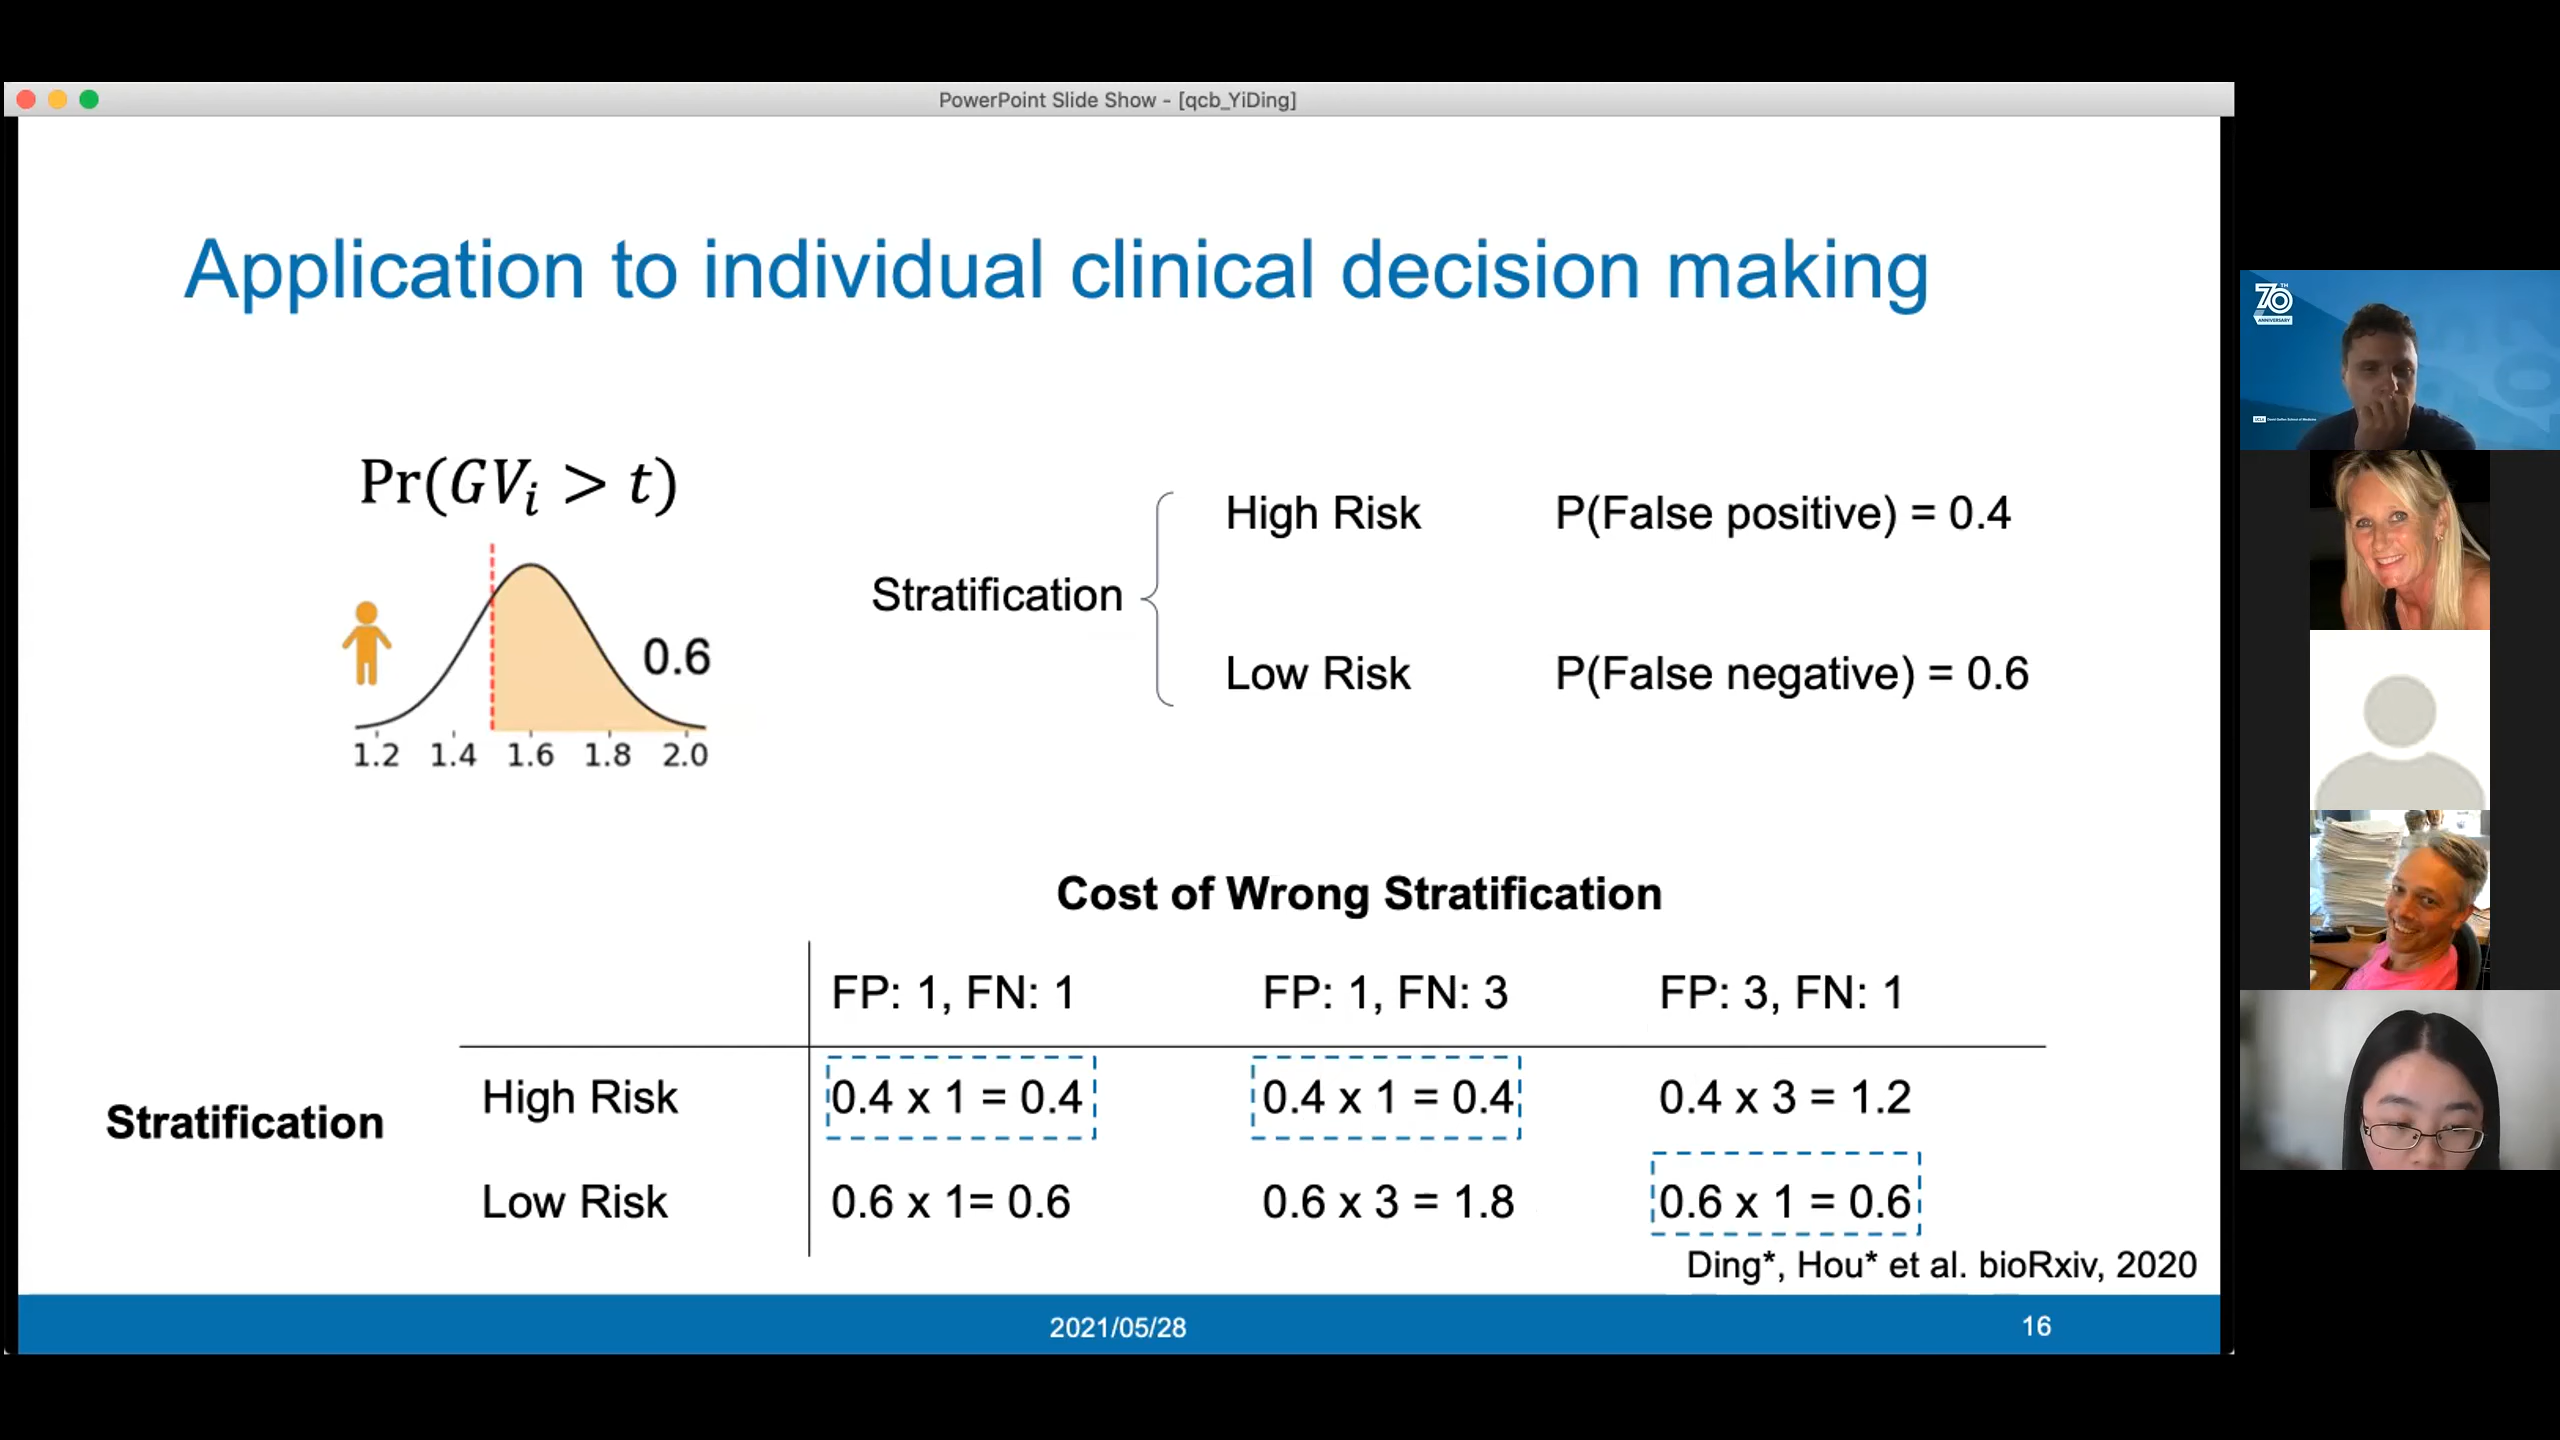 PowerPoint Slide Show - [qcb_YiDing]
Application to individual clinical decision making
Pr(GVᵢ > t)
0.6
1.2 1.4 1.6 1.8 2.0
Stratification
High Risk P(False positive) = 0.4
Low Risk P(False negative) = 0.6
Cost of Wrong Stratification
FP: 1, FN: 1 FP: 1, FN: 3 FP: 3, FN: 1
Stratification
High Risk 0.4 x 1 = 0.4 0.4 x 1 = 0.4 0.4 x 3 = 1.2
Low Risk 0.6 x 1= 0.6 0.6 x 3 = 1.8 0.6 x 1 = 0.6
Ding*, Hou* et al. bioRxiv, 2020
2021/05/28
16
70TH
ANNIVERSARY
UCLA